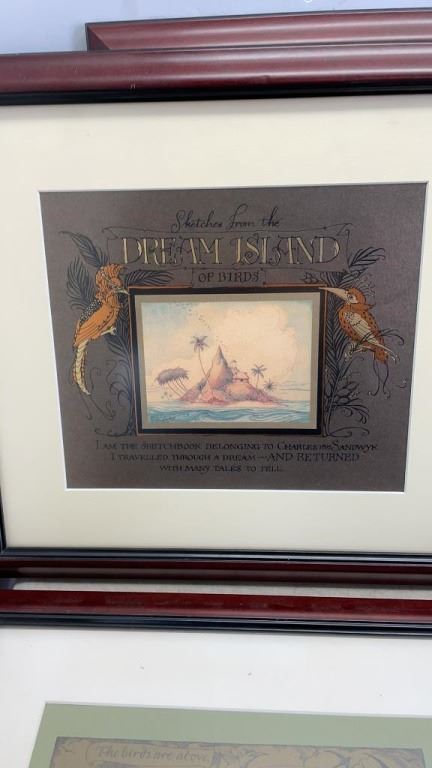 Sketches from the
DREAM ISLAND
OF BIRDS
I AM THE SKETCHBOOK BELONGING TO CHARLES VAN SANDWYK
I TRAVELLED THROUGH A DREAM—AND RETURNED
WITH MANY TALES TO TELL.
The birds are above,